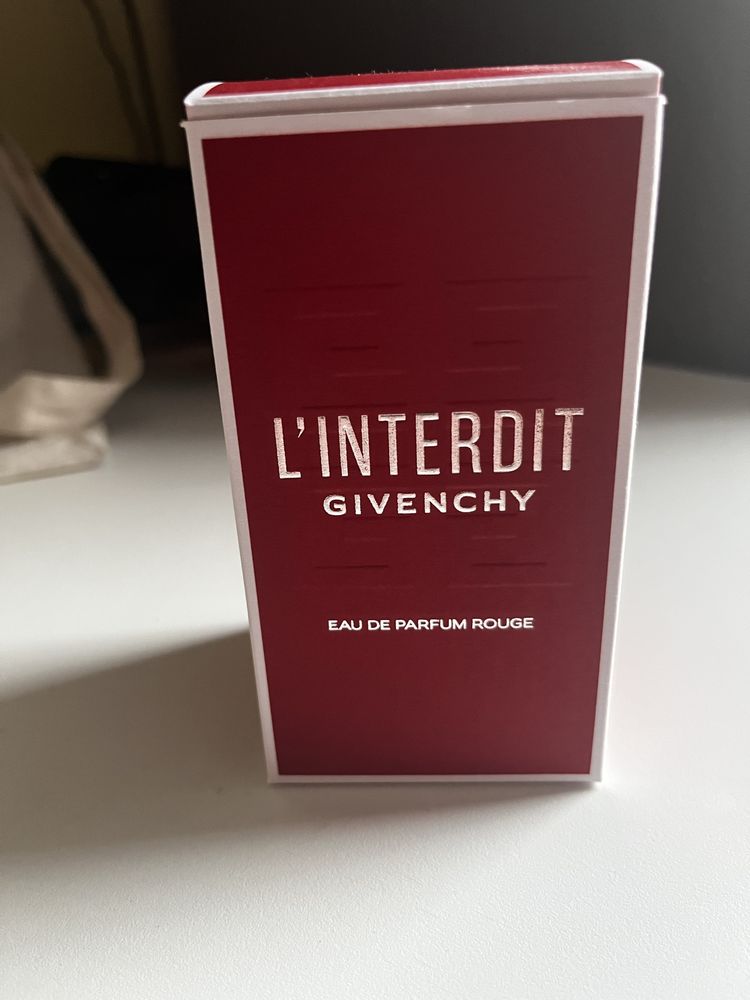 L'INTERDIT
GIVENCHY
EAU DE PARFUM ROUGE